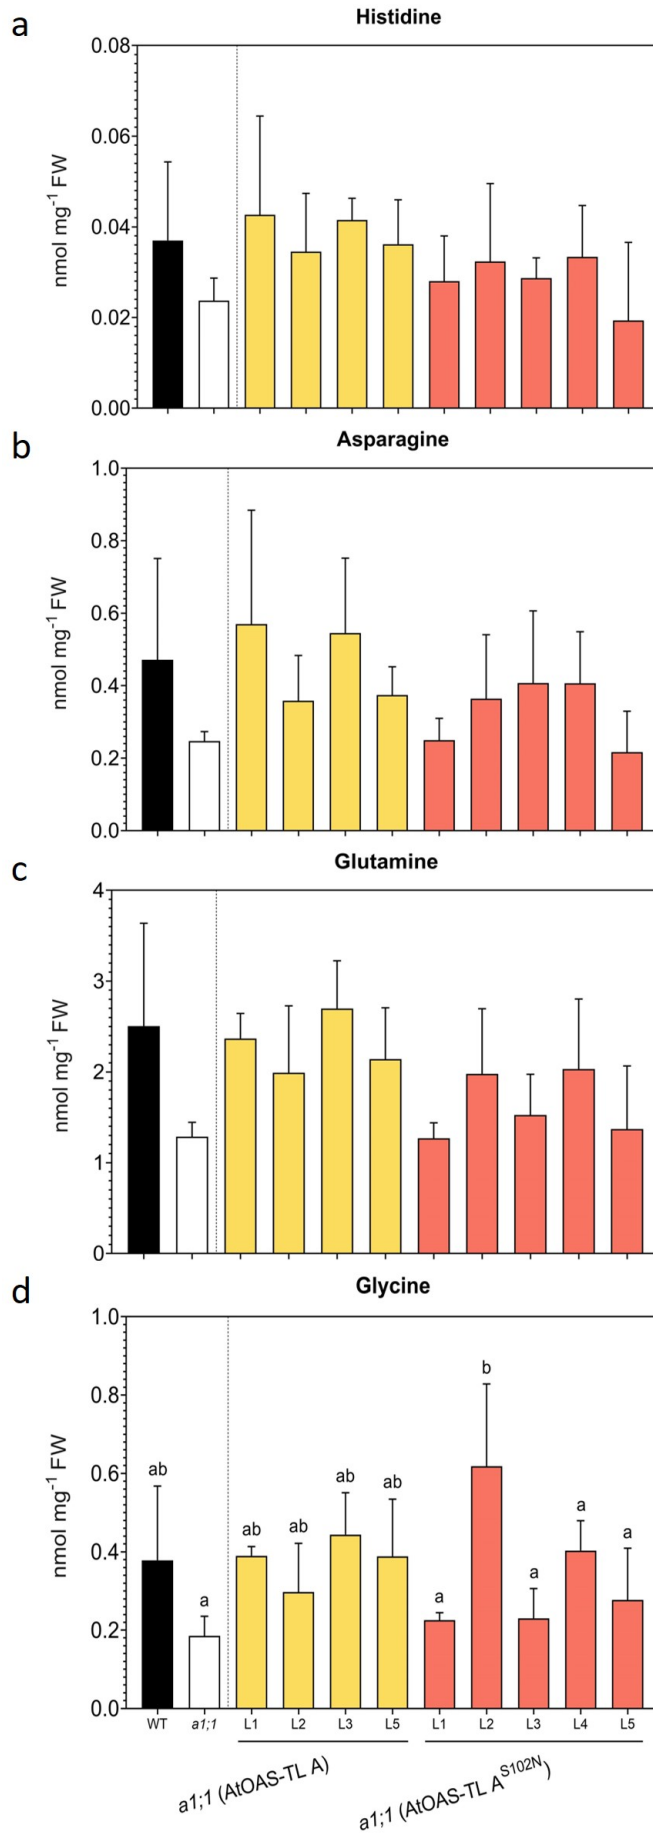 a
Histidine
nmol mg⁻¹ FW
0.08
0.06
0.04
0.02
0.00
b
Asparagine
nmol mg⁻¹ FW
1.0
0.8
0.6
0.4
0.2
0.0
c
Glutamine
nmol mg⁻¹ FW
4
3
2
1
0
d
Glycine
nmol mg⁻¹ FW
1.0
0.8
0.6
0.4
0.2
0.0
ab a ab ab ab ab a b a a a
WT a1;1 L1 L2 L3 L5 L1 L2 L3 L4 L5
a1;1 (AtOAS-TL A)
a1;1 (AtOAS-TL A^S102N)